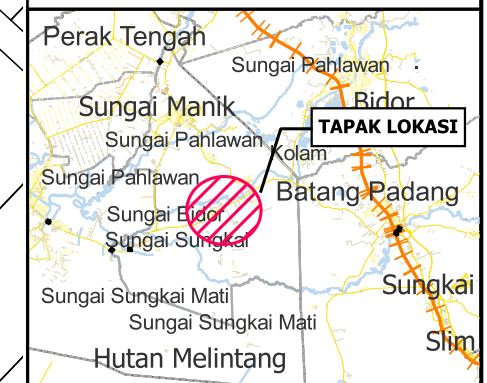 Perak Tengah
Sungai Pahlawan
Bidor
Sungai Manik
TAPAK LOKASI
Sungai Pahlawan
Kolam
Sungai Pahlawan
Batang Padang
Sungai Bidor
Sungai Sungkai
Sungkai
Sungai Sungkai Mati
Sungai Sungkai Mati
Slim
Hutan Melintang